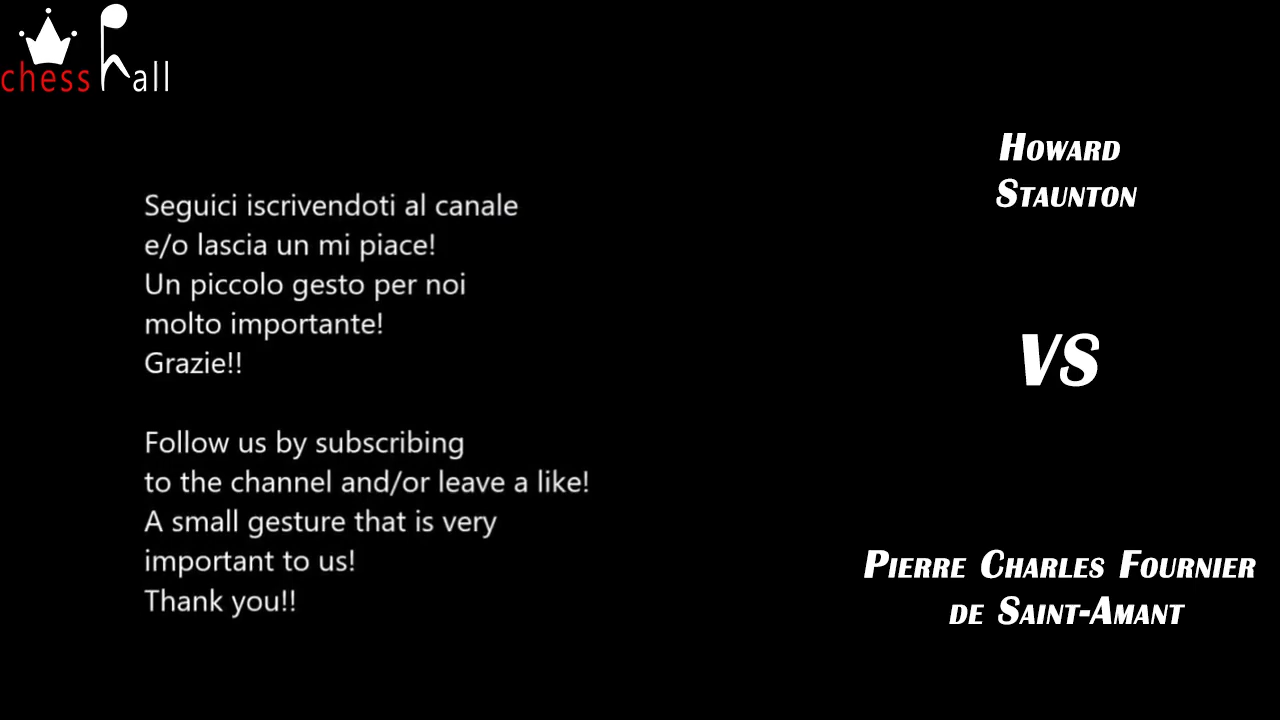 chess hall
Seguici iscrivendoti al canale
e/o lascia un mi piace!
Un piccolo gesto per noi
molto importante!
Grazie!!
Follow us by subscribing
to the channel and/or leave a like!
A small gesture that is very
important to us!
Thank you!!
Howard
Staunton
VS
Pierre Charles Fournier
de Saint-Amant